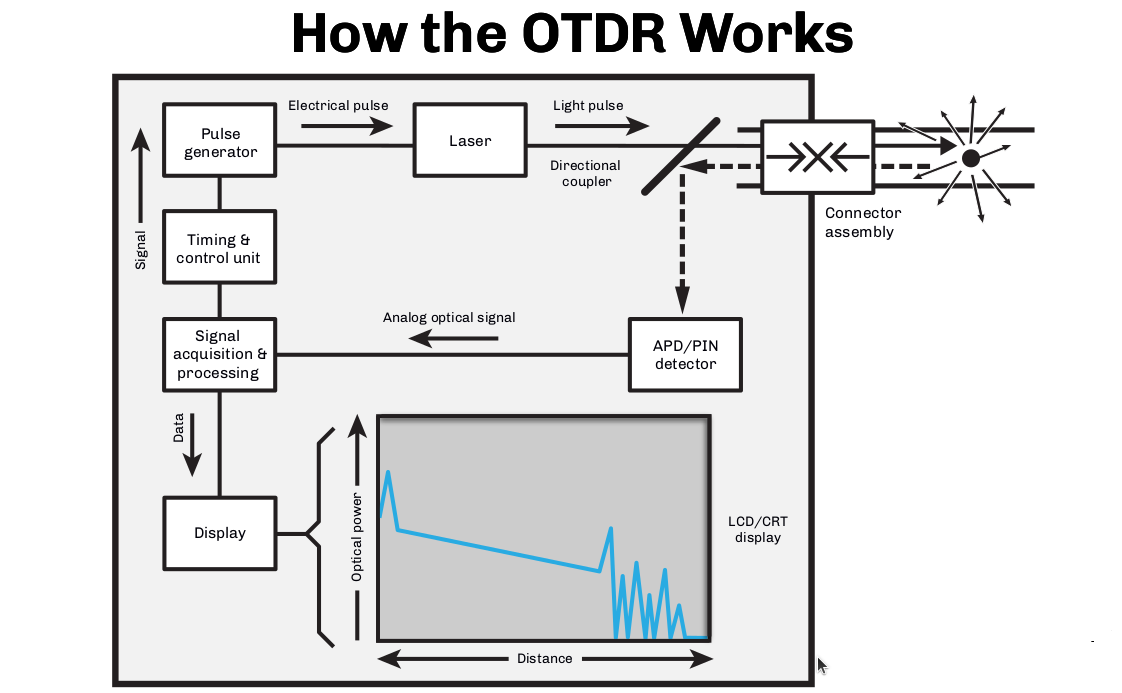 How the OTDR Works
Electrical pulse
Light pulse
Pulse
generator
Laser
Directional
coupler
Connector
assembly
Signal
Timing &
control unit
Analog optical signal
Signal
acquisition &
processing
APD/PIN
detector
Data
Display
Optical power
LCD/CRT
display
Distance